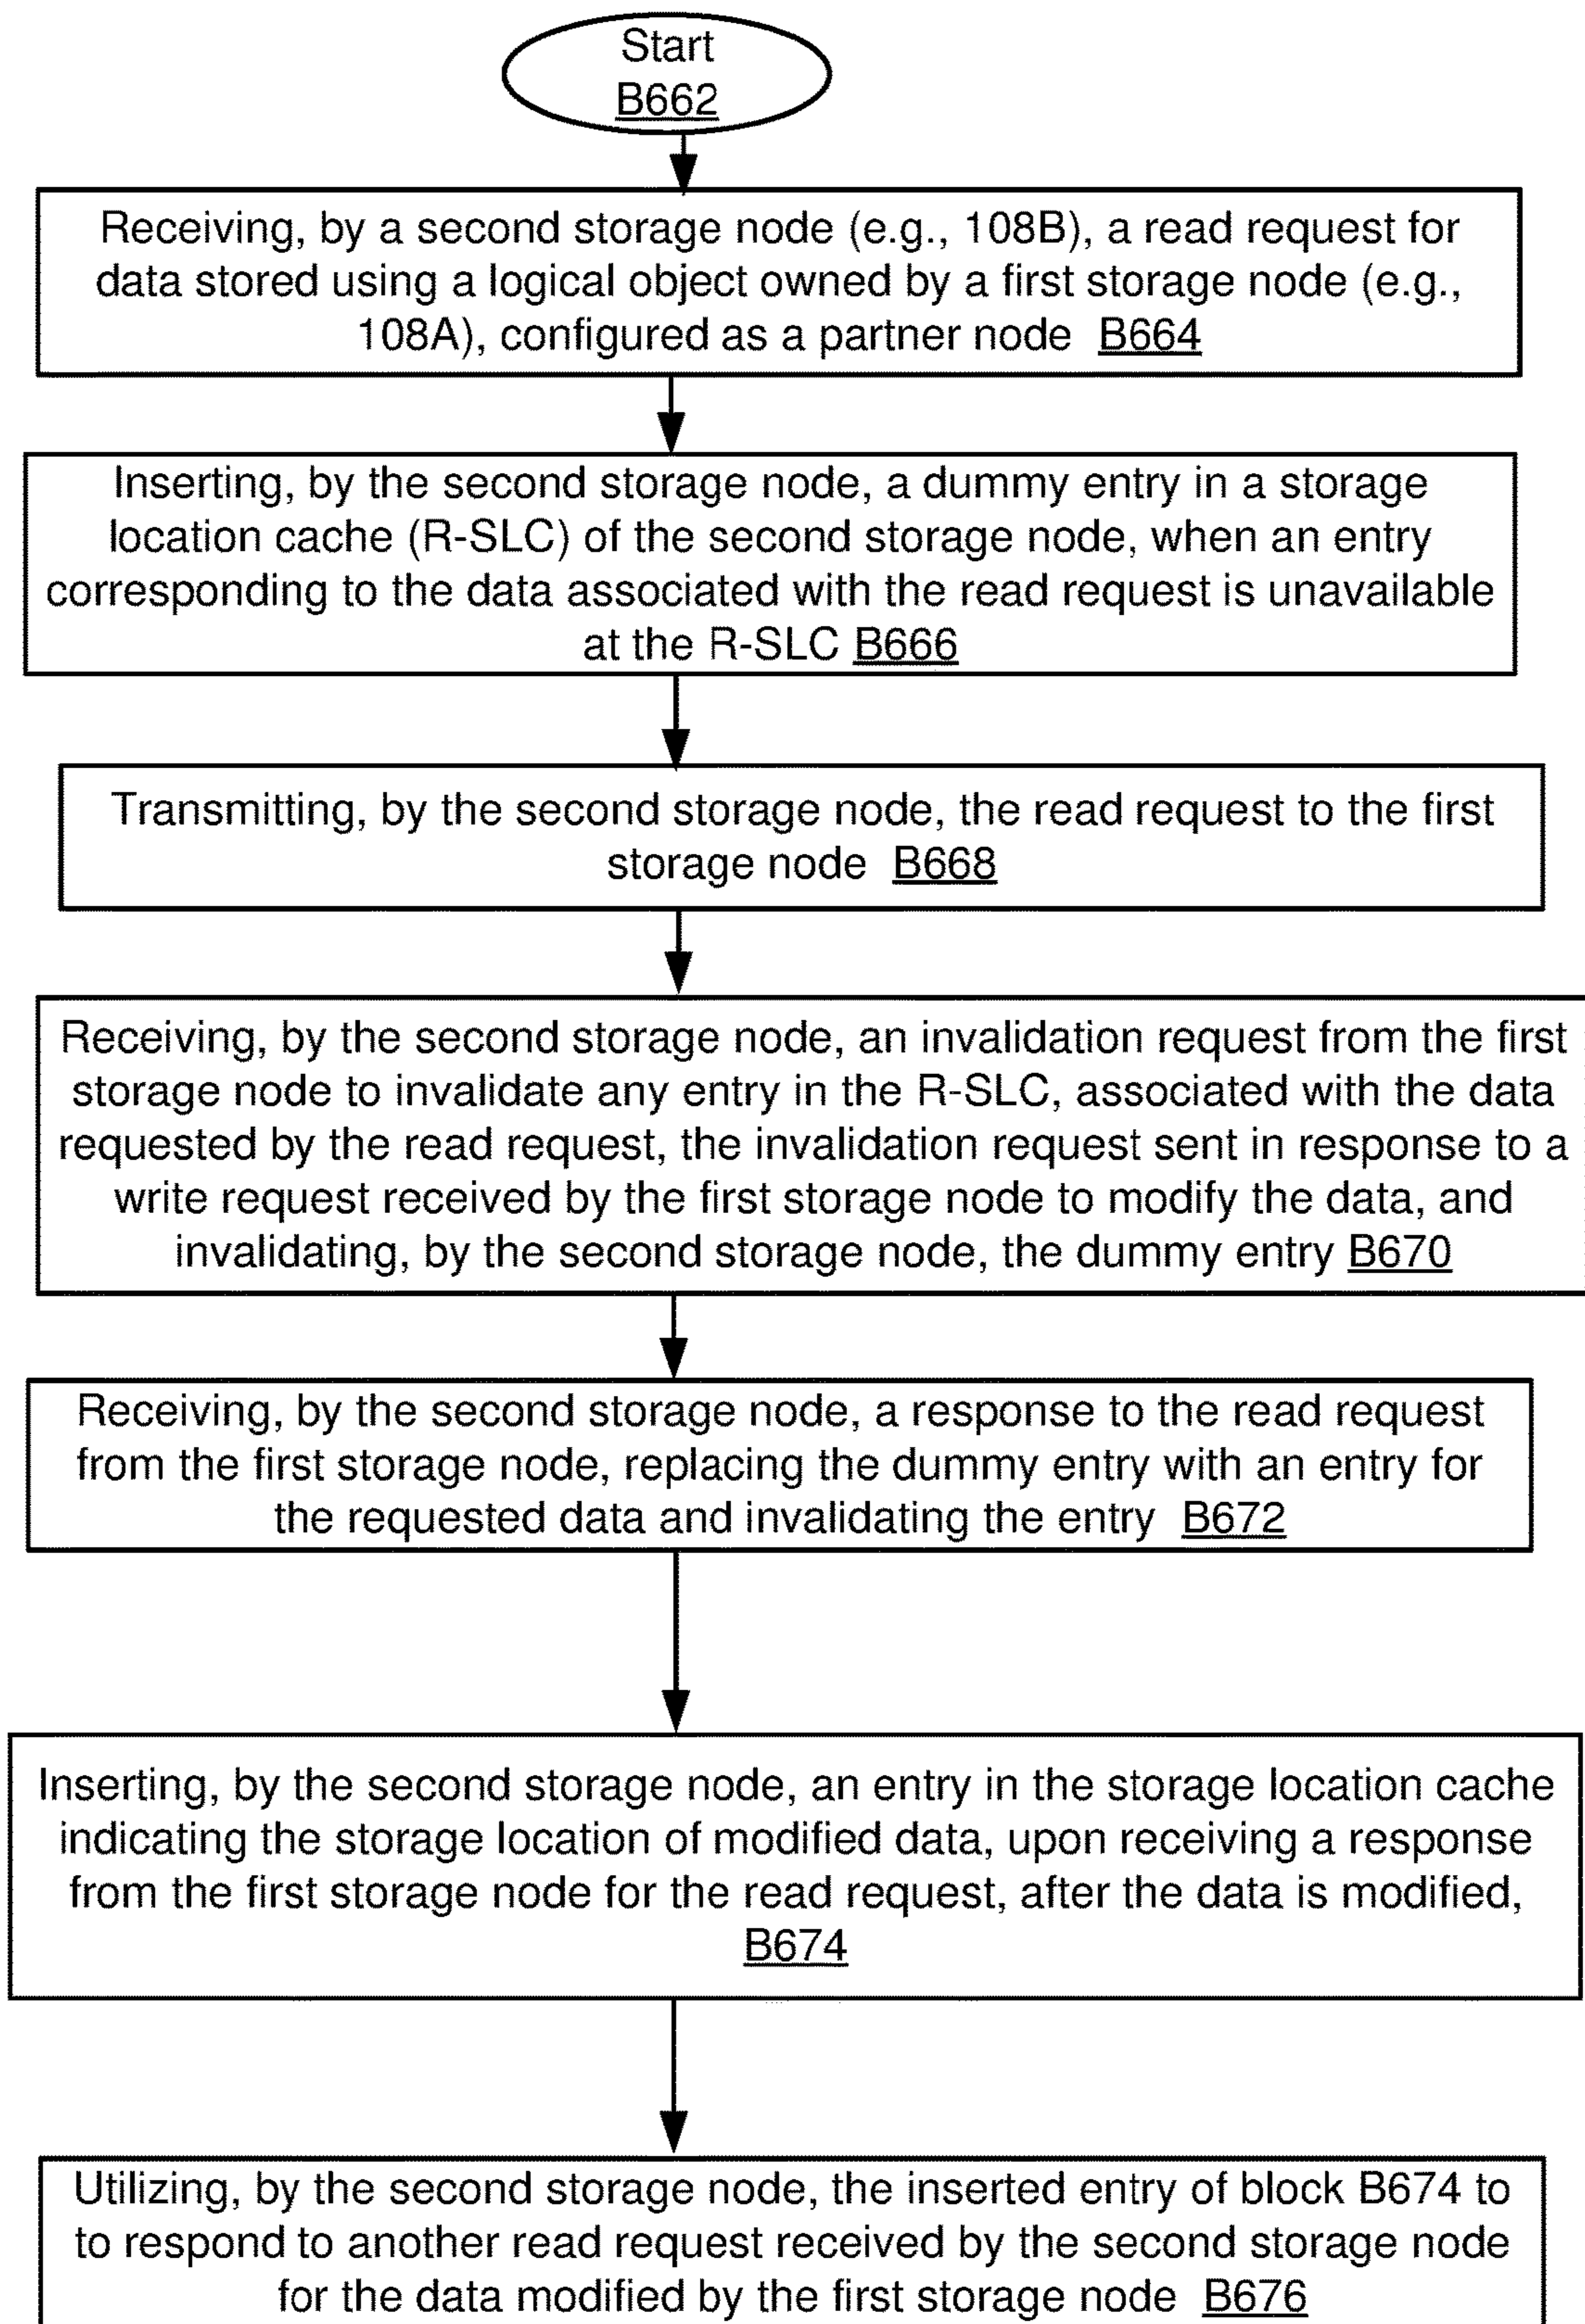 Start
B662
Receiving, by a second storage node (e.g., 108B), a read request for
data stored using a logical object owned by a first storage node (e.g.,
108A), configured as a partner node B664
Inserting, by the second storage node, a dummy entry in a storage
location cache (R-SLC) of the second storage node, when an entry
corresponding to the data associated with the read request is unavailable
at the R-SLC B666
Transmitting, by the second storage node, the read request to the first
storage node B668
Receiving, by the second storage node, an invalidation request from the first
storage node to invalidate any entry in the R-SLC, associated with the data
requested by the read request, the invalidation request sent in response to a
write request received by the first storage node to modify the data, and
invalidating, by the second storage node, the dummy entry B670
Receiving, by the second storage node, a response to the read request
from the first storage node, replacing the dummy entry with an entry for
the requested data and invalidating the entry B672
Inserting, by the second storage node, an entry in the storage location cache
indicating the storage location of modified data, upon receiving a response
from the first storage node for the read request, after the data is modified,
B674
Utilizing, by the second storage node, the inserted entry of block B674 to
to respond to another read request received by the second storage node
for the data modified by the first storage node B676